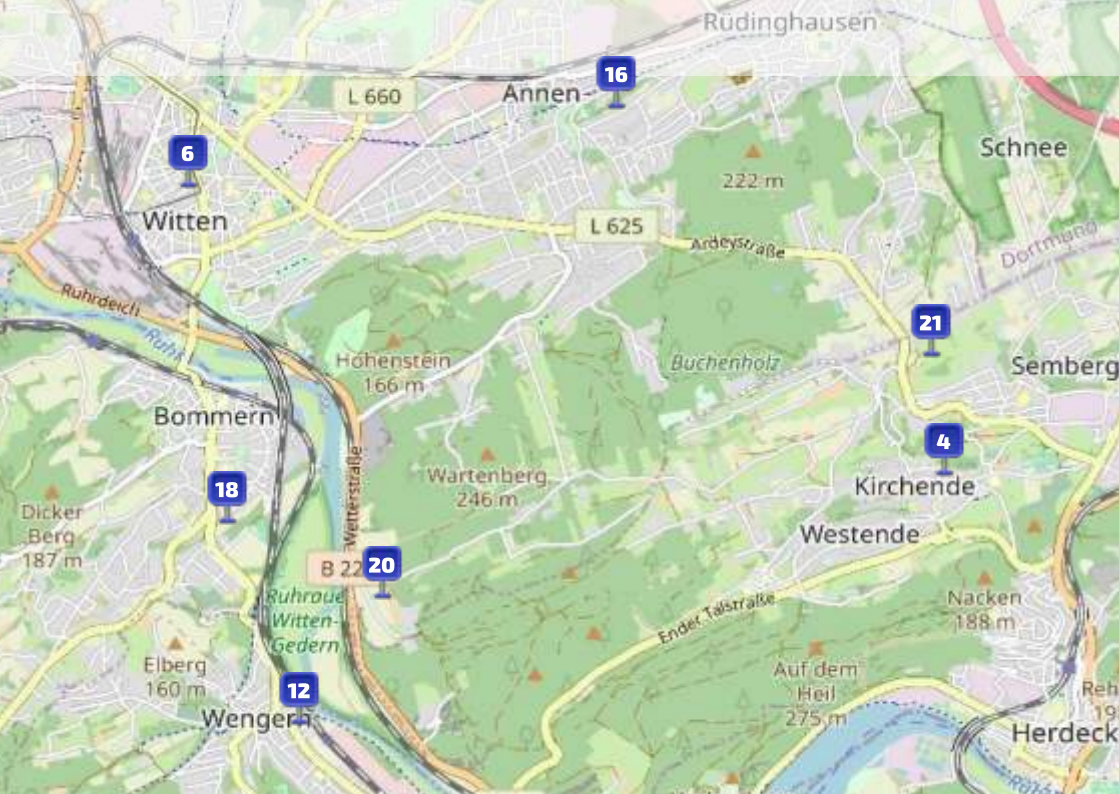 Rüdinghausen
16
Annen
L 660
Schnee
6
222 m
Witten
L 625
Ardeystraße
Dortmund
Ruhrdeich
21
Ruhr
Hohenstein
166 m
Buchenholz
Semberg
Bommern
4
Wartenberg
246 m
Kirchende
18
Wetterstraße
Dicker
Berg
187 m
Westende
B 22
20
Ruhraue
Witten-
Gedern
Nacken
188 m
Ender Talstraße
Elberg
160 m
Auf dem
Heil
275 m
12
Wengern
Herdeck